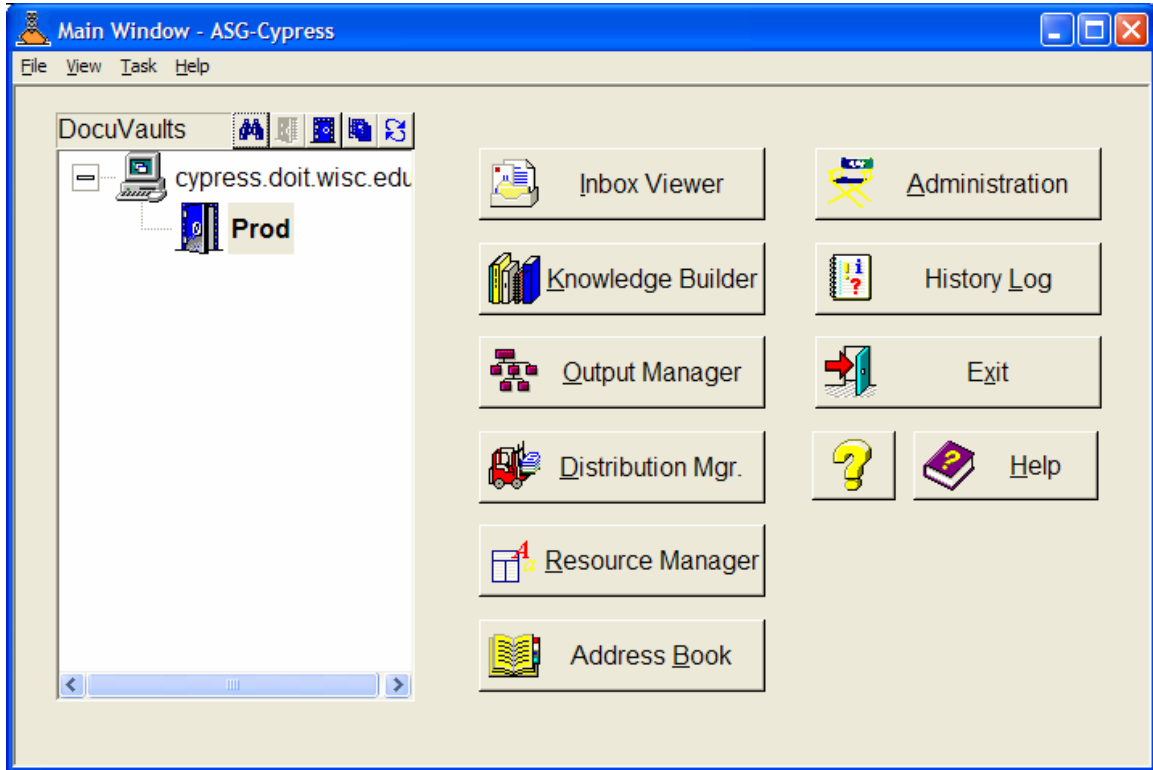 Main Window - ASG-Cypress
File View Task Help
DocuVaults
cypress.doit.wisc.edu
Prod
Inbox Viewer
Administration
Knowledge Builder
History Log
Output Manager
Exit
Distribution Mgr.
Help
Resource Manager
Address Book